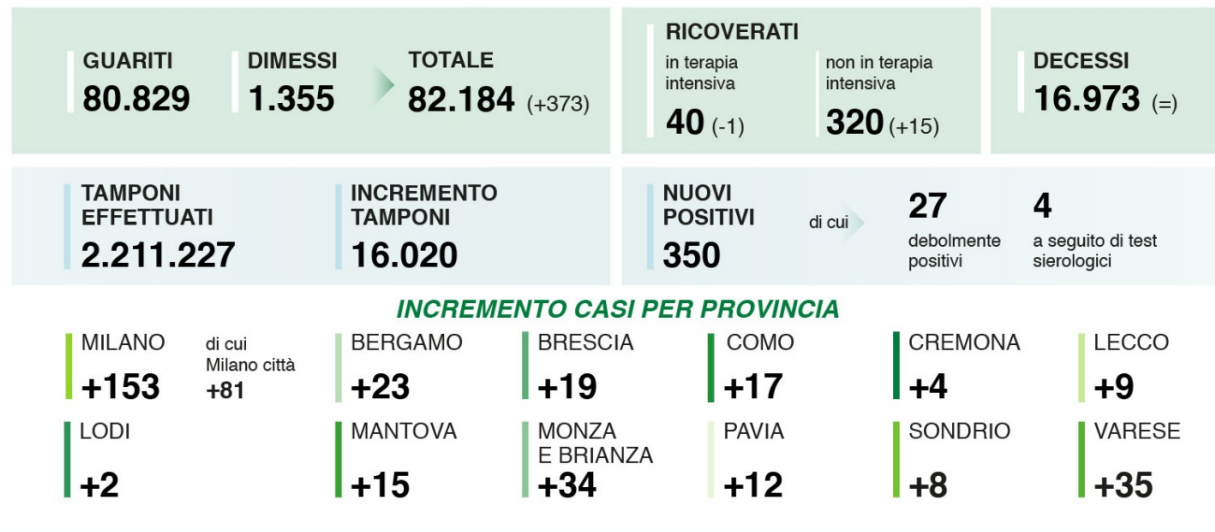 GUARITI
80.829
DIMESSI
1.355
TOTALE
82.184 (+373)
RICOVERATI
in terapia
intensiva
40 (-1)
non in terapia
intensiva
320 (+15)
DECESSI
16.973 (=)
TAMPONI
EFFETTUATI
2.211.227
INCREMENTO
TAMPONI
16.020
NUOVI
POSITIVI
350
di cui
27
debolmente
positivi
4
a seguito di test
sierologici
INCREMENTO CASI PER PROVINCIA
MILANO
+153
di cui
Milano città
+81
BERGAMO
+23
BRESCIA
+19
COMO
+17
CREMONA
+4
LECCO
+9
LODI
+2
MANTOVA
+15
MONZA
E BRIANZA
+34
PAVIA
+12
SONDRIO
+8
VARESE
+35